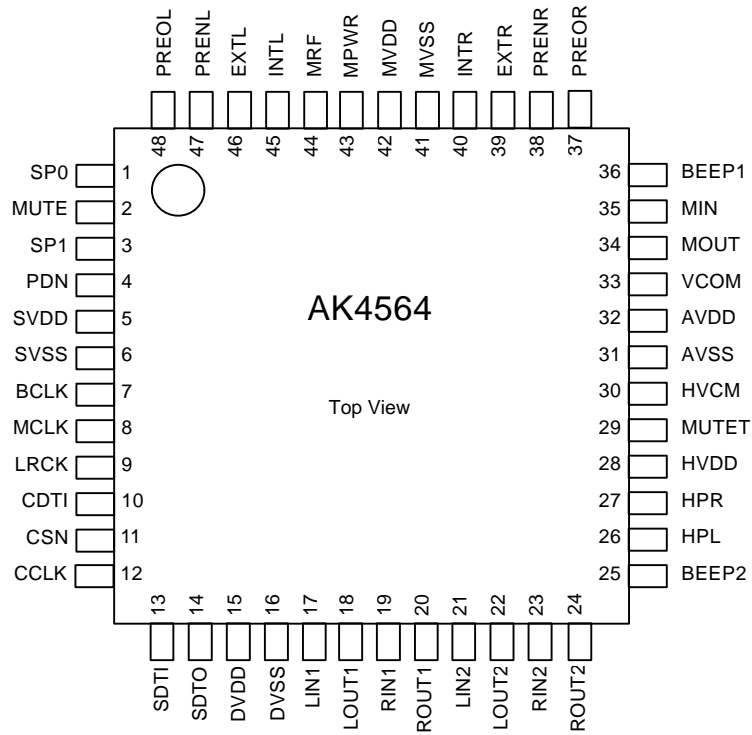 PREOL
PRENL
EXTL
INTL
MRF
MPWR
MVDD
MVSS
INTR
EXTR
PRENR
PREOR
48
47
46
45
44
43
42
41
40
39
38
37
SP0 1
MUTE 2
SP1 3
PDN 4
SVDD 5
SVSS 6
BCLK 7
MCLK 8
LRCK 9
CDTI 10
CSN 11
CCLK 12
AK4564
Top View
36 BEEP1
35 MIN
34 MOUT
33 VCOM
32 AVDD
31 AVSS
30 HVCM
29 MUTET
28 HVDD
27 HPR
26 HPL
25 BEEP2
13
14
15
16
17
18
19
20
21
22
23
24
SDTI
SDTO
DVDD
DVSS
LIN1
LOUT1
RIN1
ROUT1
LIN2
LOUT2
RIN2
ROUT2